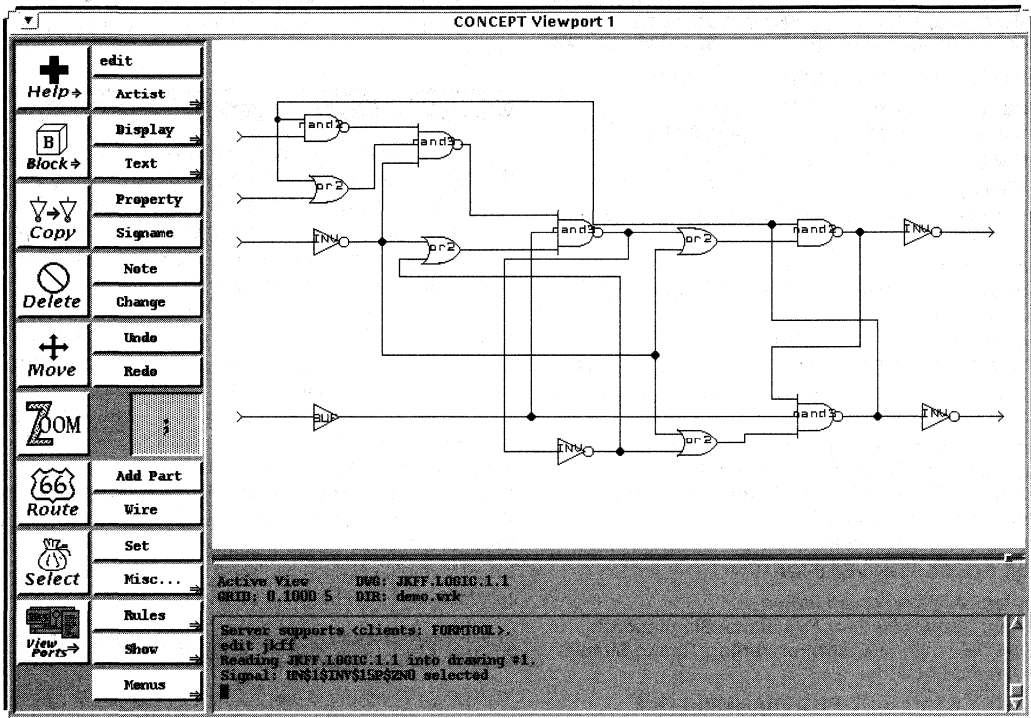 CONCEPT Viewport 1
Help
edit
Artist
B
Block
Display
Text
Copy
Property
Signame
Delete
Note
Change
Move
Undo
Redo
ZOOM
;
66
Route
Add Part
Wire
Select
Set
Misc...
View Ports
Rules
Show
Menus
nand2
nand3
or2
INV
or2
nand3
or2
nand2
INV
BUF
INV
or2
nand3
INV
Active View DWG: JKFF.LOGIC.1.1
GRID: 0.1000 5 DIR: demo.wrk
Server supports <clients: FORMTOOL>.
edit jkff
Reading JKFF.LOGIC.1.1 into drawing #1.
Signal: UN$1$INV$15P$ZN0 selected